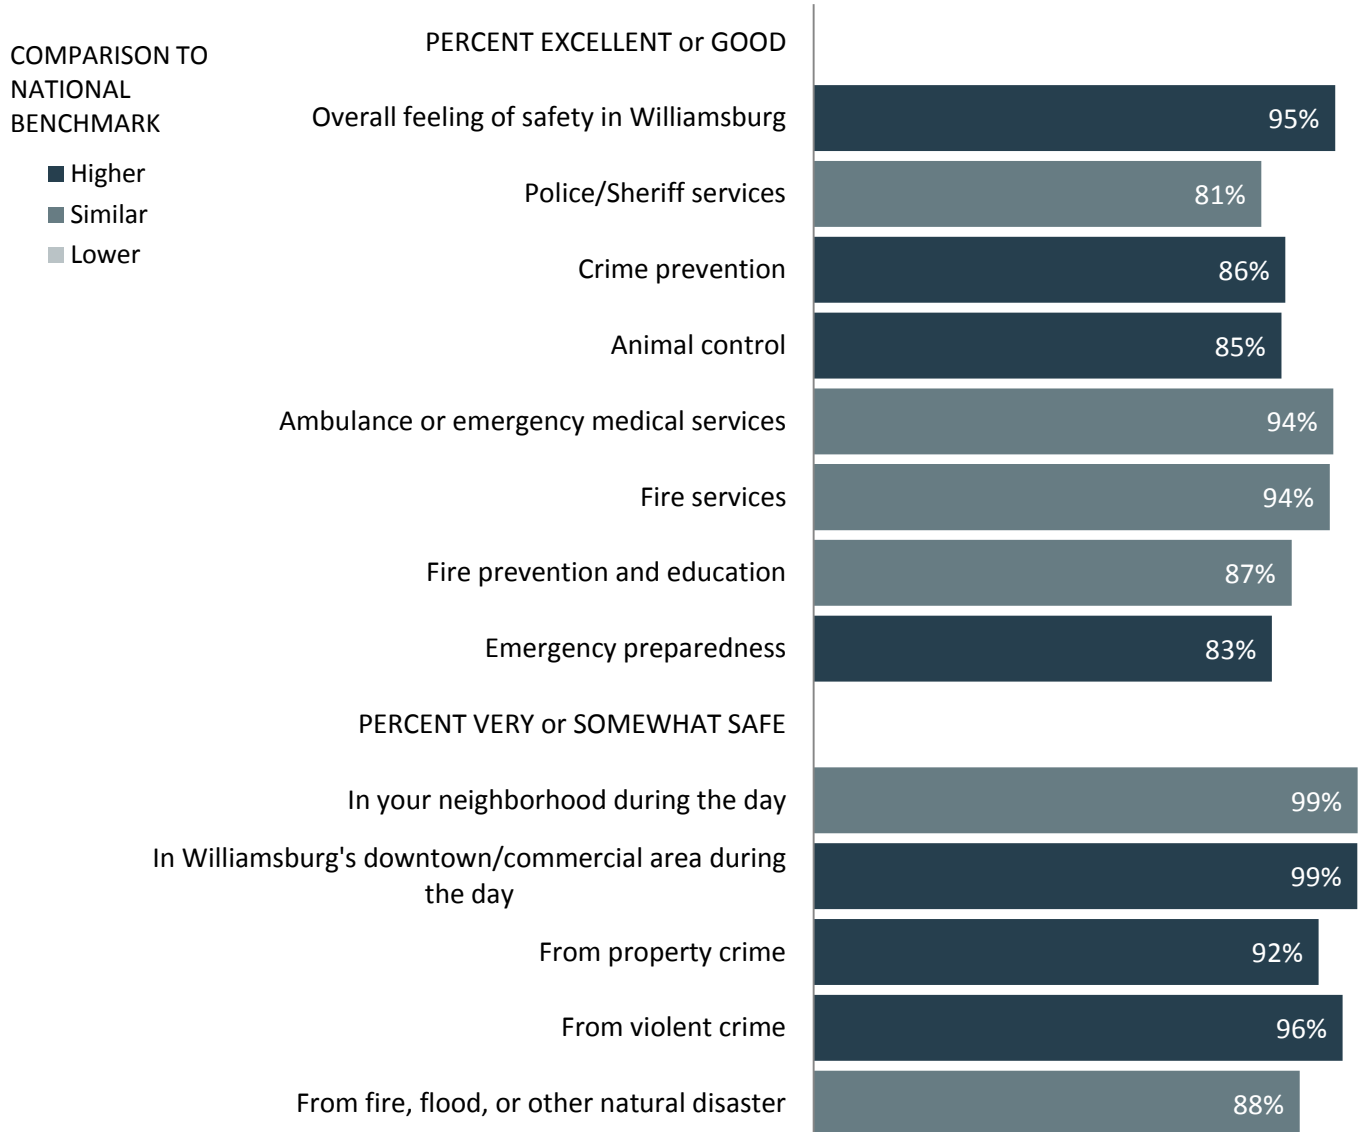 COMPARISON TO
NATIONAL
BENCHMARK
Higher
Similar
Lower
PERCENT EXCELLENT or GOOD
Overall feeling of safety in Williamsburg 95%
Police/Sheriff services 81%
Crime prevention 86%
Animal control 85%
Ambulance or emergency medical services 94%
Fire services 94%
Fire prevention and education 87%
Emergency preparedness 83%
PERCENT VERY or SOMEWHAT SAFE
In your neighborhood during the day 99%
In Williamsburg's downtown/commercial area during
the day 99%
From property crime 92%
From violent crime 96%
From fire, flood, or other natural disaster 88%